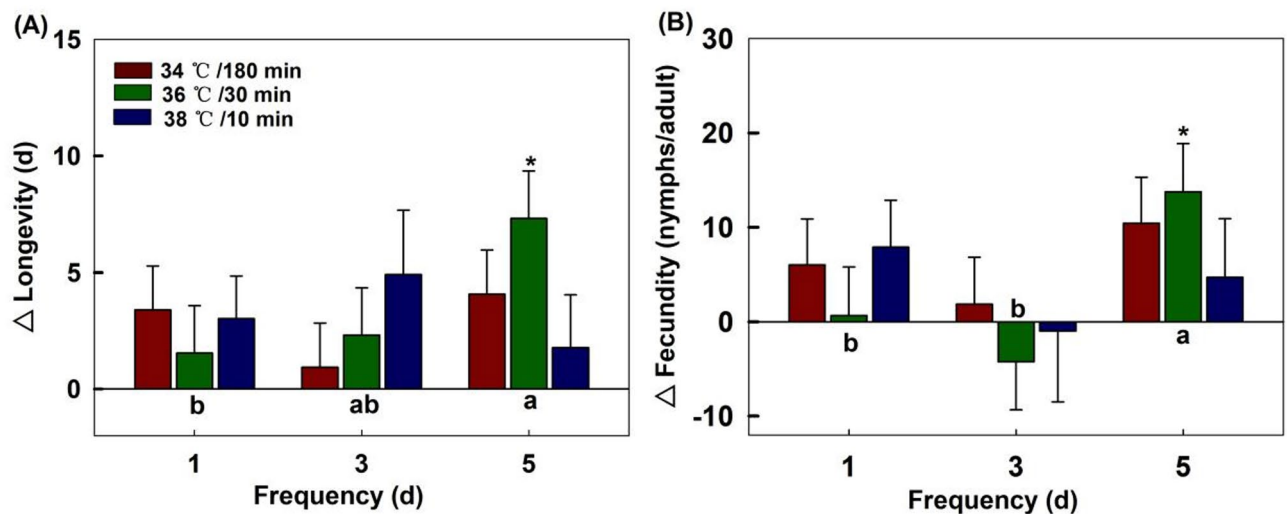 (A)
15
10
5
0
△ Longevity (d)
34 ℃ /180 min
36 ℃ /30 min
38 ℃ /10 min
*
b ab a
1 3 5
Frequency (d)
(B)
30
20
10
0
-10
△ Fecundity (nymphs/adult)
*
b
b a
1 3 5
Frequency (d)